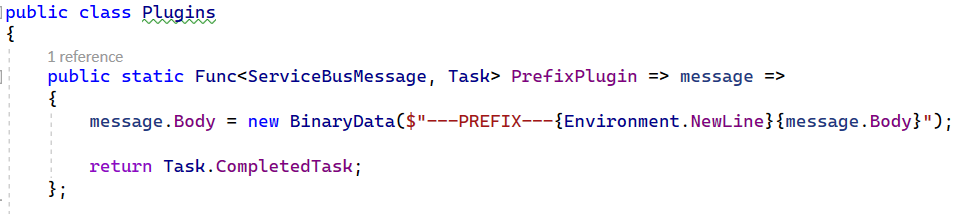 public class Plugins
{
1 reference
public static Func<ServiceBusMessage, Task> PrefixPlugin => message =>
{
message.Body = new BinaryData($"---PREFIX---{Environment.NewLine}{message.Body}");
return Task.CompletedTask;
};